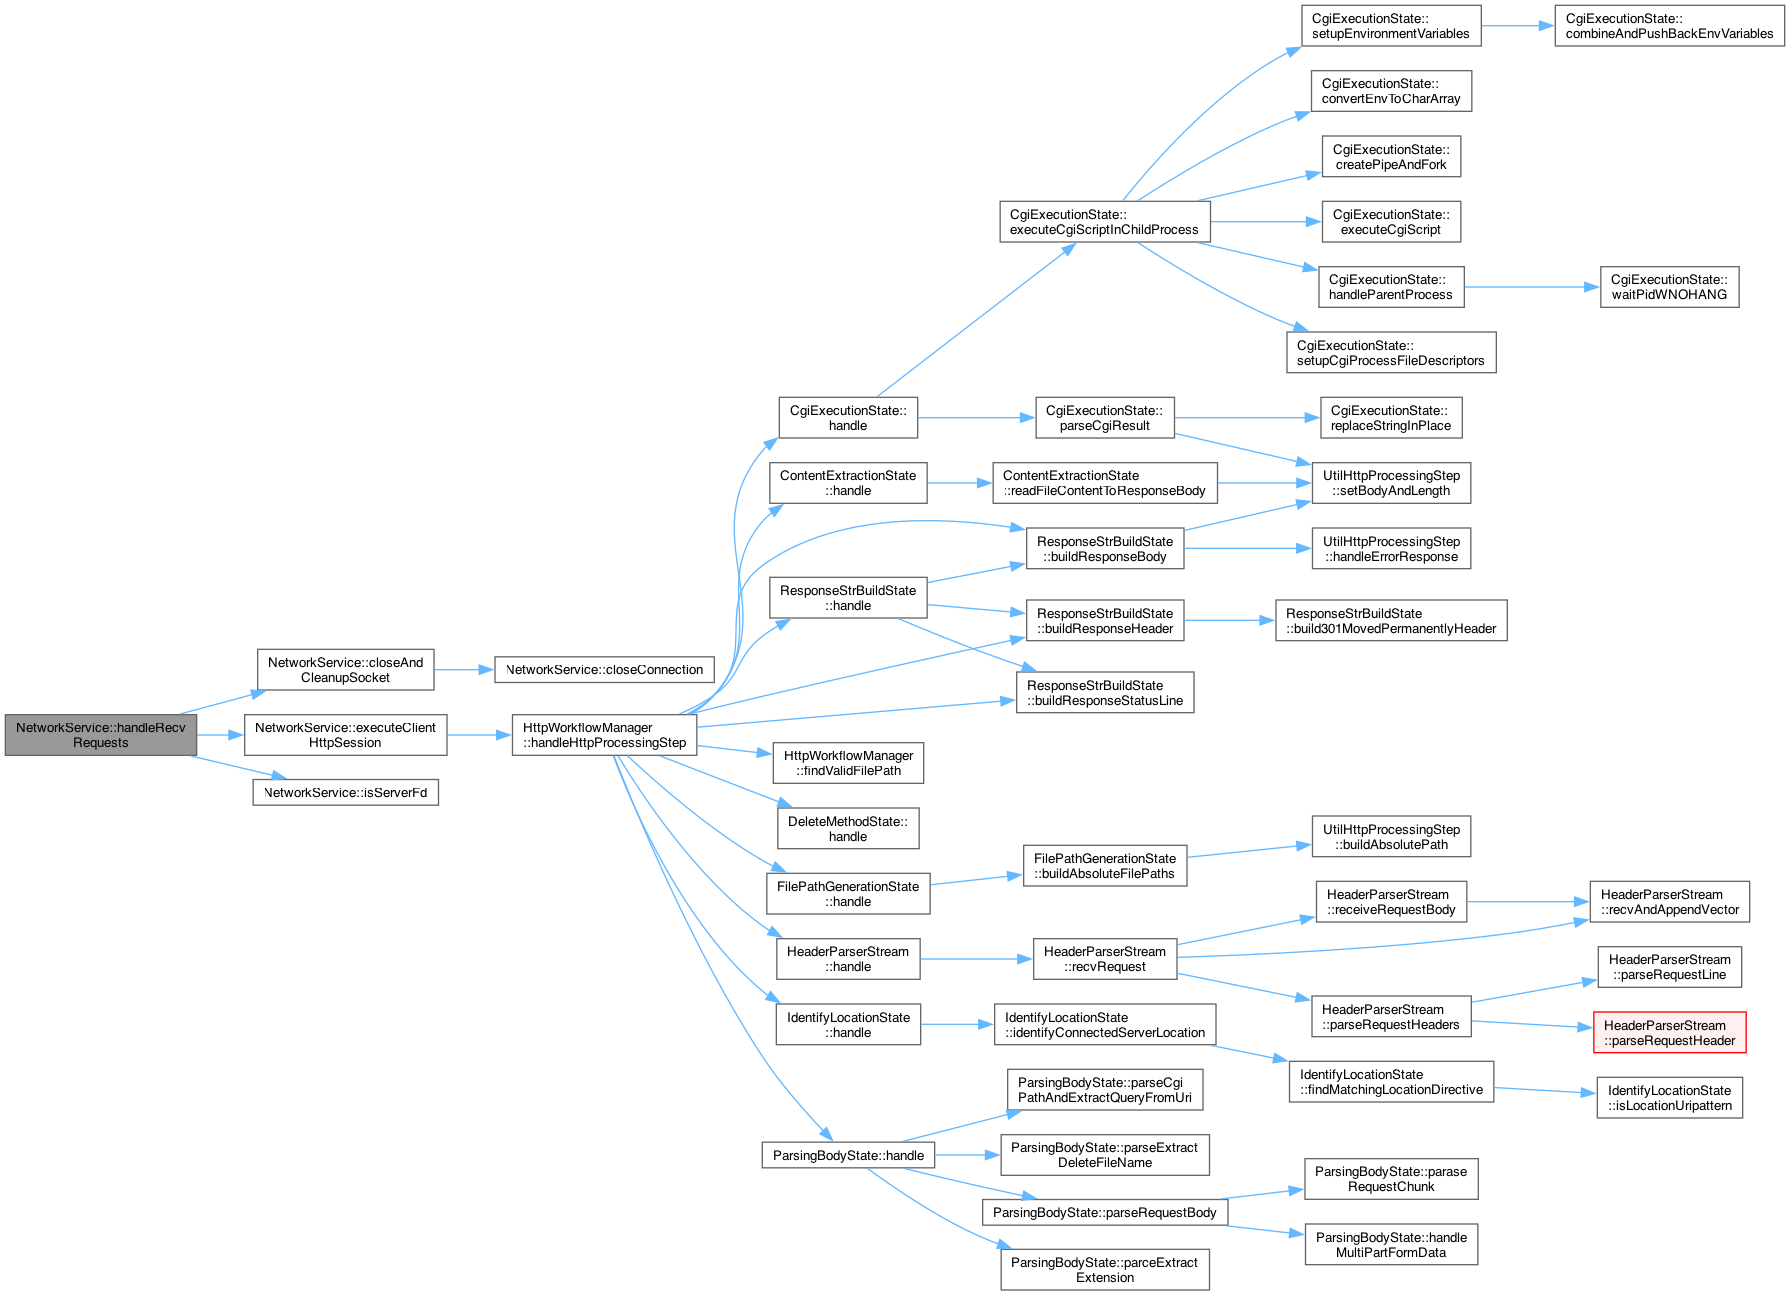 CgiExecutionState::
setupEnvironmentVariables
CgiExecutionState::
combineAndPushBackEnvVariables
CgiExecutionState::
convertEnvToCharArray
CgiExecutionState::
createPipeAndFork
CgiExecutionState::
executeCgiScriptInChildProcess
CgiExecutionState::
executeCgiScript
CgiExecutionState::
handleParentProcess
CgiExecutionState::
waitPidWNOHANG
CgiExecutionState::
setupCgiProcessFileDescriptors
CgiExecutionState::
handle
CgiExecutionState::
parseCgiResult
CgiExecutionState::
replaceStringInPlace
ContentExtractionState
::handle
ContentExtractionState
::readFileContentToResponseBody
UtilHttpProcessingStep
::setBodyAndLength
ResponseStrBuildState
::buildResponseBody
UtilHttpProcessingStep
::handleErrorResponse
ResponseStrBuildState
::handle
ResponseStrBuildState
::buildResponseHeader
ResponseStrBuildState
::build301MovedPermanentlyHeader
NetworkService::closeAnd
CleanupSocket
NetworkService::closeConnection
ResponseStrBuildState
::buildResponseStatusLine
NetworkService::handleRecv
Requests
NetworkService::executeClient
HttpSession
HttpWorkflowManager
::handleHttpProcessingStep
HttpWorkflowManager
::findValidFilePath
NetworkService::isServerFd
DeleteMethodState::
handle
UtilHttpProcessingStep
::buildAbsolutePath
FilePathGenerationState
::handle
FilePathGenerationState
::buildAbsoluteFilePaths
HeaderParserStream
::receiveRequestBody
HeaderParserStream
::recvAndAppendVector
HeaderParserStream
::handle
HeaderParserStream
::recvRequest
HeaderParserStream
::parseRequestLine
HeaderParserStream
::parseRequestHeaders
HeaderParserStream
::parseRequestHeader
IdentifyLocationState
::handle
IdentifyLocationState
::identifyConnectedServerLocation
IdentifyLocationState
::findMatchingLocationDirective
IdentifyLocationState
::isLocationUripattern
ParsingBodyState::parseCgi
PathAndExtractQueryFromUri
ParsingBodyState::handle
ParsingBodyState::parseExtract
DeleteFileName
ParsingBodyState::parseRequestBody
ParsingBodyState::parase
RequestChunk
ParsingBodyState::handle
MultiPartFormData
ParsingBodyState::parceExtract
Extension